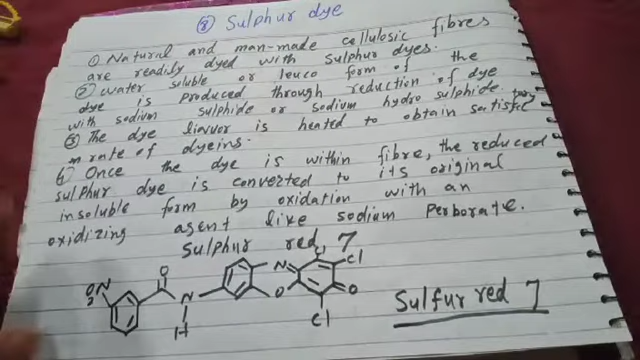 ⑧ Sulphur dye
① Natural and man-made cellulosic fibres
are readily dyed with sulphur dyes.
② water soluble or leuco form of the
dye is produced through reduction of dye
with sodium sulphide or sodium hydro sulphide.
③ The dye liquor is heated to obtain satisfac
rate of dyeing.
④ Once the dye is within fibre, the reduced
sulphur dye is converted to its original
insoluble form by oxidation with an
oxidizing agent like sodium perborate.
Sulphur red 7
O₂N
O
N
H
N
O
Cl
Cl
O
Cl
Sulfur red 7